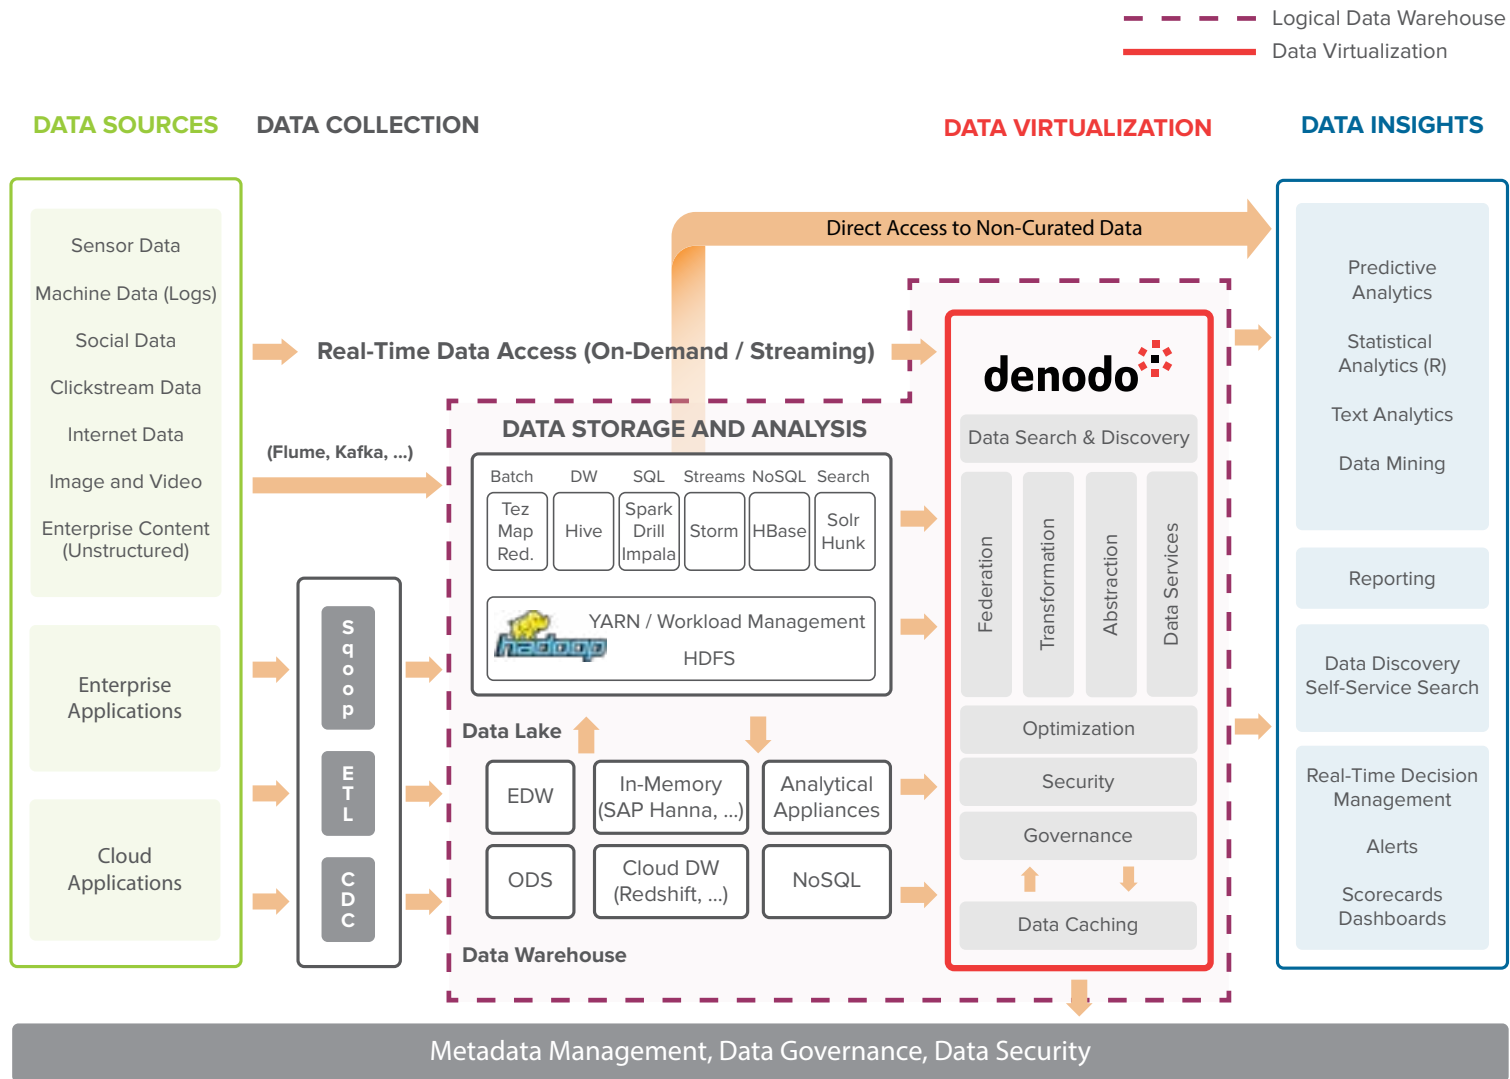 Logical Data Warehouse
Data Virtualization
DATA SOURCES
DATA COLLECTION
DATA VIRTUALIZATION
DATA INSIGHTS
Sensor Data
Machine Data (Logs)
Social Data
Clickstream Data
Internet Data
Image and Video
Enterprise Content
(Unstructured)
Enterprise
Applications
Cloud
Applications
Real-Time Data Access (On-Demand / Streaming)
(Flume, Kafka, ...)
Sqoop
ETL
CDC
Direct Access to Non-Curated Data
DATA STORAGE AND ANALYSIS
Batch
DW
SQL
Streams
NoSQL
Search
Tez
Map
Red.
Hive
Spark
Drill
Impala
Storm
HBase
Solr
Hunk
hadoop
YARN / Workload Management
HDFS
Data Lake
EDW
In-Memory
(SAP Hanna, ...)
Analytical
Appliances
ODS
Cloud DW
(Redshift, ...)
NoSQL
Data Warehouse
denodo
Data Search & Discovery
Federation
Transformation
Abstraction
Data Services
Optimization
Security
Governance
Data Caching
Predictive
Analytics
Statistical
Analytics (R)
Text Analytics
Data Mining
Reporting
Data Discovery
Self-Service Search
Real-Time Decision
Management
Alerts
Scorecards
Dashboards
Metadata Management, Data Governance, Data Security